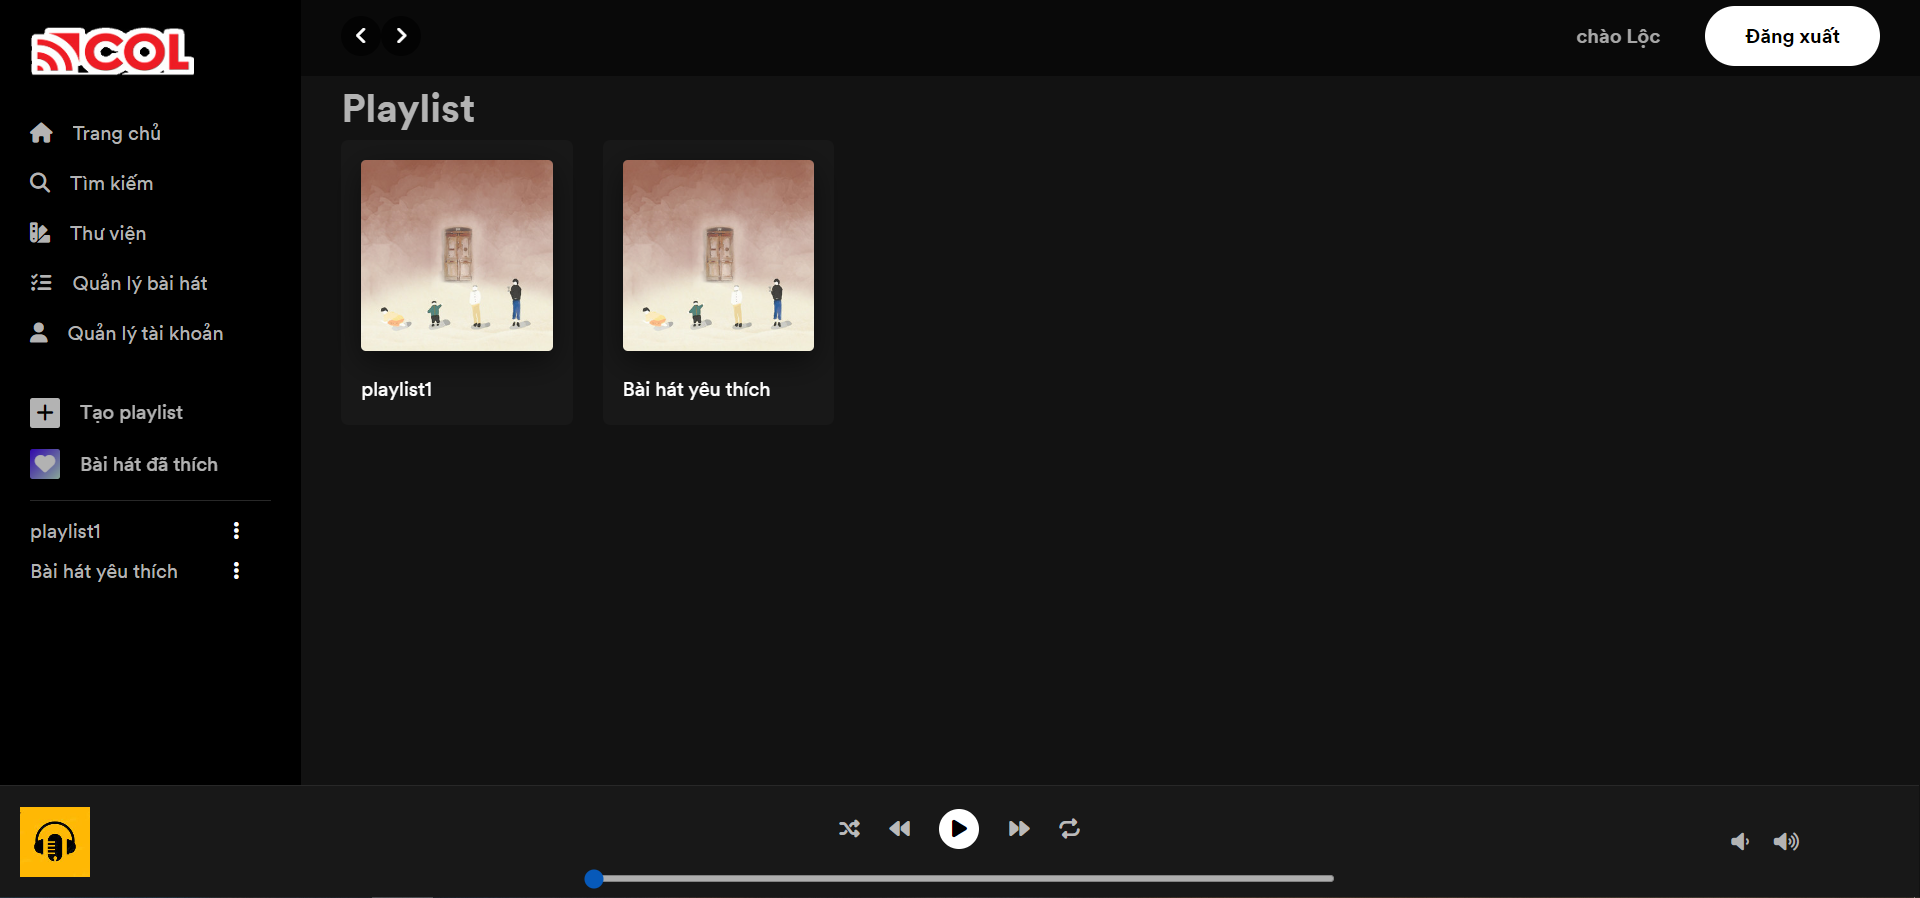 COL
Trang chủ
Tìm kiếm
Thư viện
Quản lý bài hát
Quản lý tài khoản
Tạo playlist
Bài hát đã thích
playlist1
Bài hát yêu thích
chào Lộc
Đăng xuất
Playlist
playlist1
Bài hát yêu thích